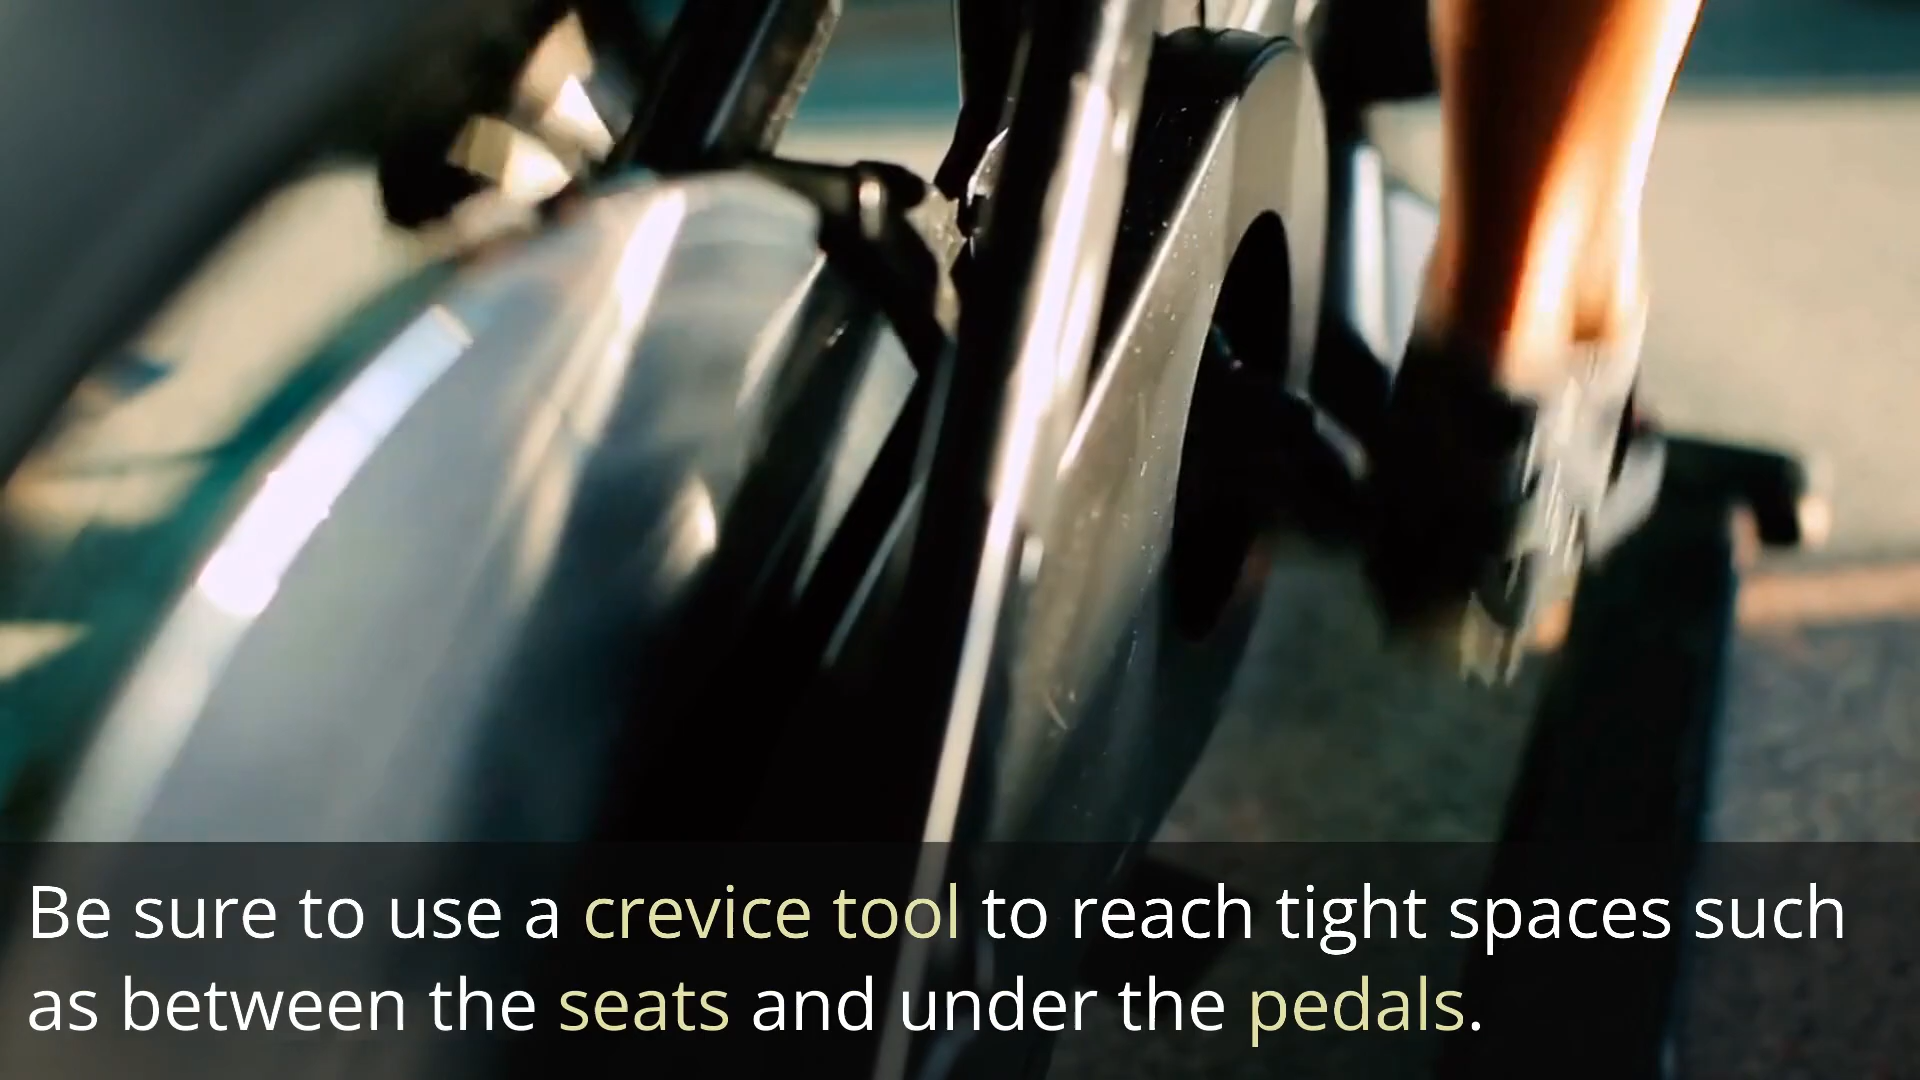 Be sure to use a crevice tool to reach tight spaces such
as between the seats and under the pedals.